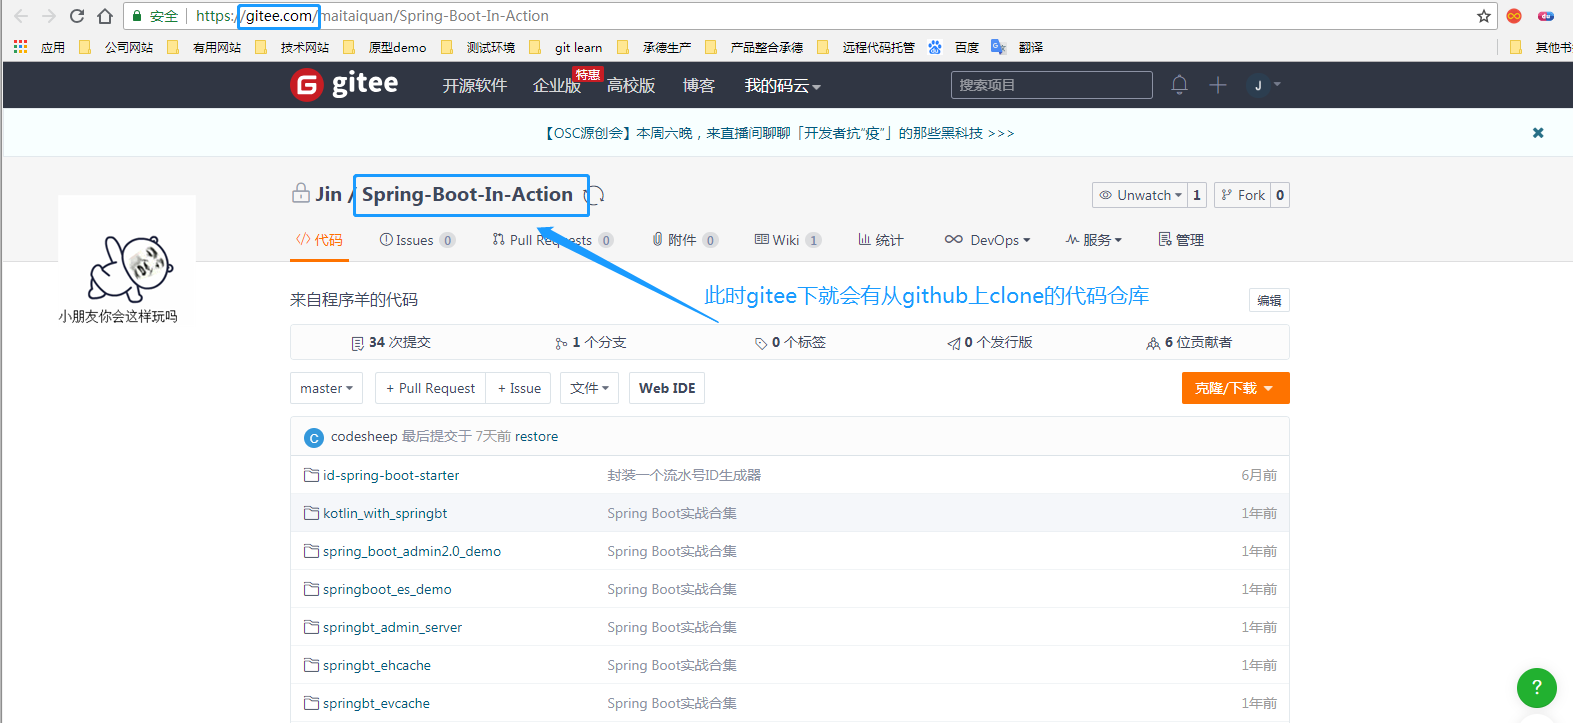 安全 https://gitee.com/maitaiquan/Spring-Boot-In-Action
应用 公司网站 有用网站 技术网站 原型demo 测试环境 git learn 承德生产 产品整合承德 远程代码托管 百度 翻译 其他书
gitee 开源软件 企业版 特惠 高校版 博客 我的码云 搜索项目 J
【OSC源创会】本周六晚，来直播间聊聊「开发者抗“疫”」的那些黑科技 >>>
Jin / Spring-Boot-In-Action Unwatch 1 Fork 0
代码 Issues 0 Pull Requests 0 附件 0 Wiki 1 统计 DevOps 服务 管理
小朋友你会这样玩吗
来自程序羊的代码 编辑
此时gitee下就会有从github上clone的代码仓库
34 次提交 1 个分支 0 个标签 0 个发行版 6 位贡献者
master + Pull Request + Issue 文件 Web IDE 克隆/下载
C codesheep 最后提交于 7天前 restore
id-spring-boot-starter 封装一个流水号ID生成器 6月前
kotlin_with_springbt Spring Boot实战合集 1年前
spring_boot_admin2.0_demo Spring Boot实战合集 1年前
springboot_es_demo Spring Boot实战合集 1年前
springbt_admin_server Spring Boot实战合集 1年前
springbt_ehcache Spring Boot实战合集 1年前
springbt_evcache Spring Boot实战合集 1年前
?